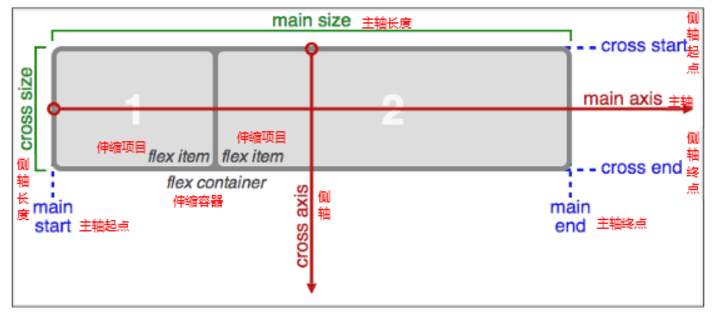 main size 主轴长度
侧轴起点
cross start
cross size
1
2
main axis 主轴
伸缩项目
伸缩项目
flex item
flex item
cross end
侧轴终点
flex container
伸缩容器
侧轴长度
cross axis
侧轴
main start 主轴起点
main end 主轴终点